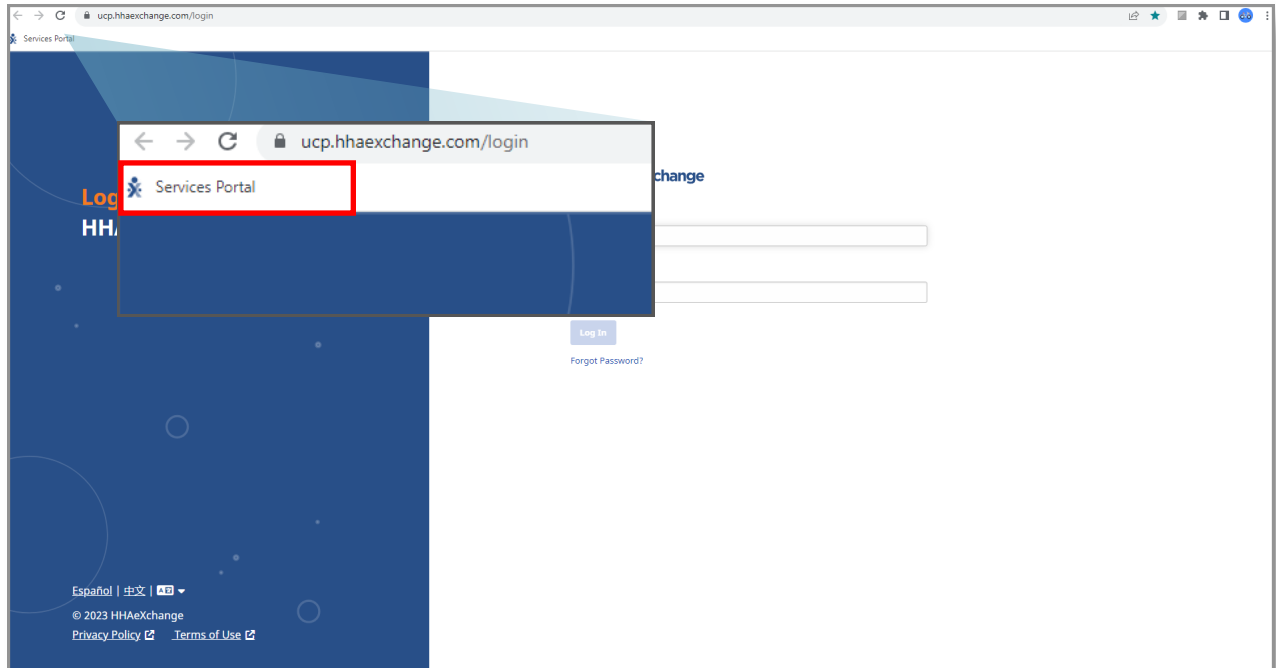 ucp.hhaexchange.com/login
Services Portal
ucp.hhaexchange.com/login
Services Portal
change
Log
HHA
Log In
Forgot Password?
Español | 中文 |
© 2023 HHAeXchange
Privacy Policy Terms of Use